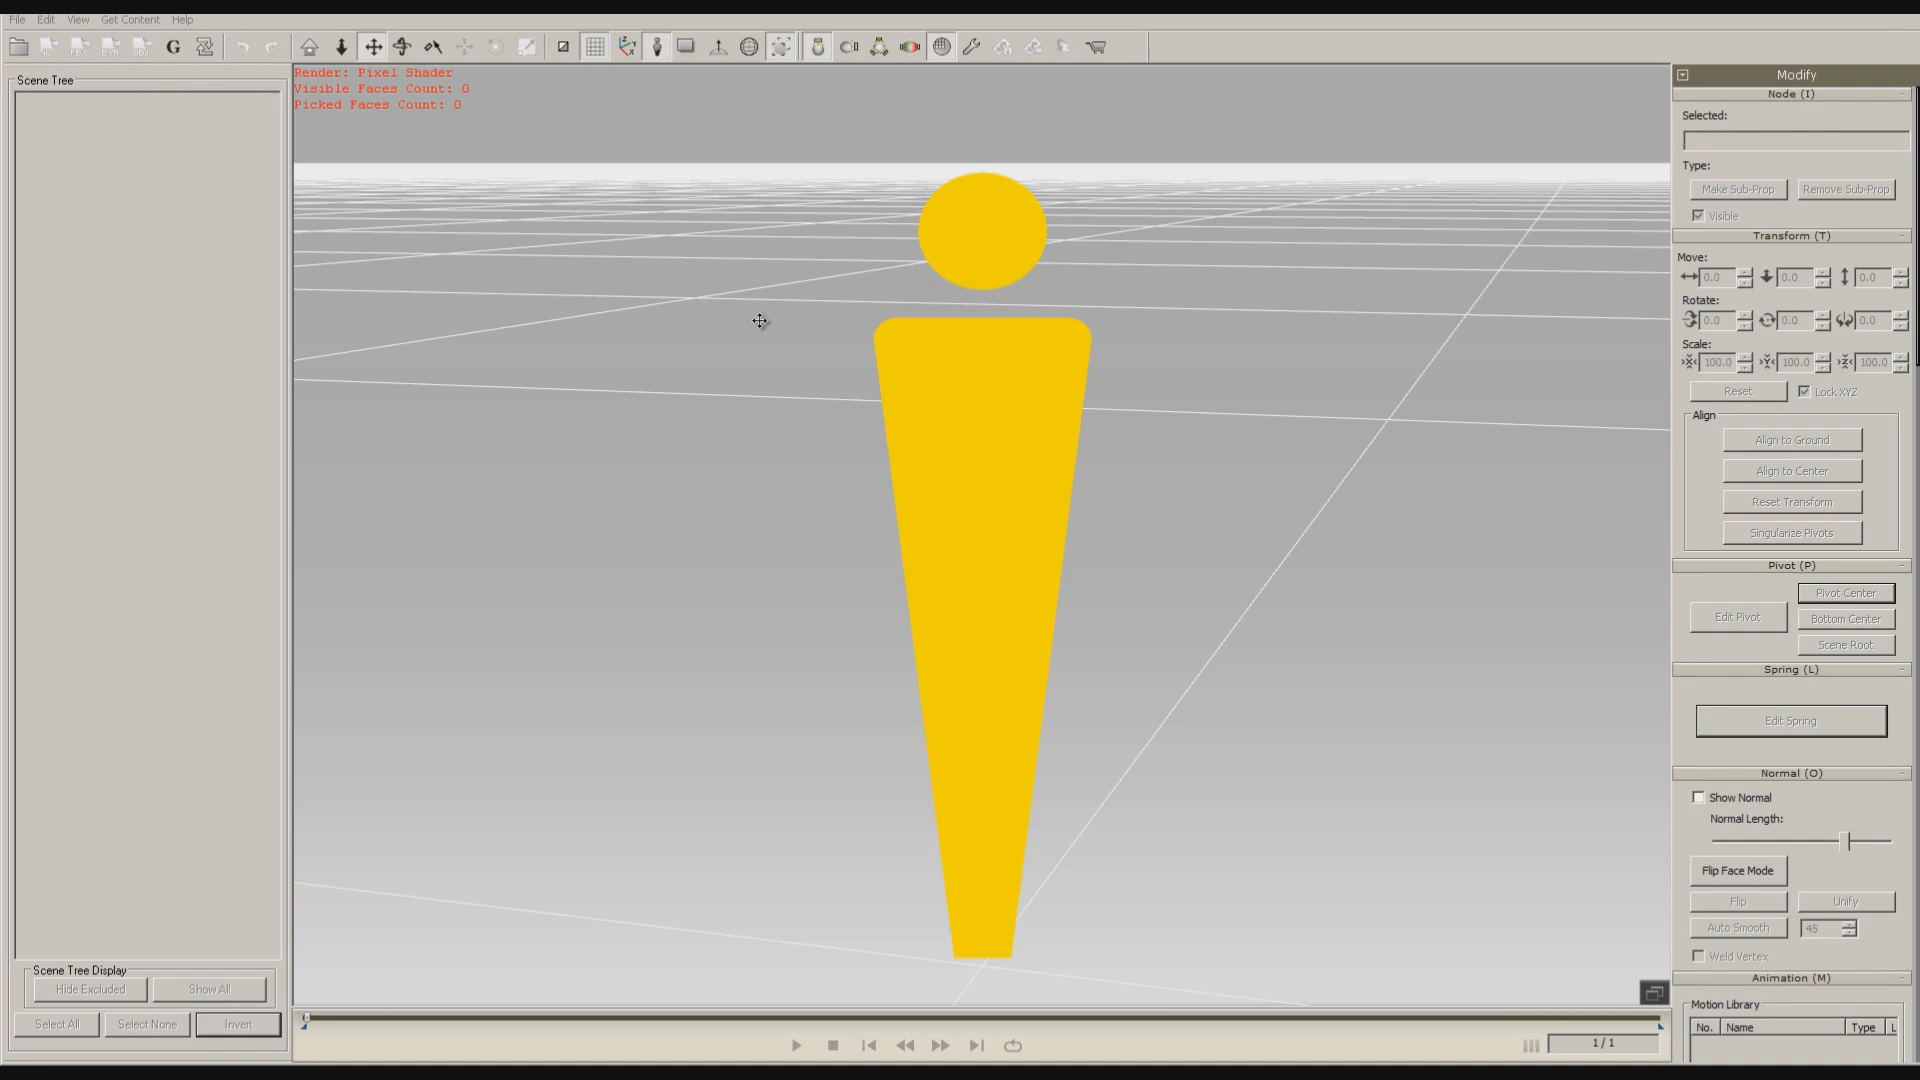 File Edit View Get Content Help
G
Scene Tree
Render: Pixel Shader
Visible Faces Count: 0
Picked Faces Count: 0
Modify
Node (I)
Selected:
Type:
Make Sub-Prop Remove Sub-Prop
Visible
Transform (T)
Move:
0.0 0.0 0.0
Rotate:
0.0 0.0 0.0
Scale:
100.0 100.0 100.0
Reset Lock XYZ
Align
Align to Ground
Align to Center
Reset Transform
Singularize Pivots
Pivot (P)
Edit Pivot
Pivot Center
Bottom Center
Scene Root
Spring (L)
Edit Spring
Normal (O)
Show Normal
Normal Length:
Flip Face Mode
Flip Unify
Auto Smooth 45
Weld Vertex
Animation (M)
Motion Library
No. Name Type L
Scene Tree Display
Hide Excluded Show All
Select All Select None Invert
1 / 1